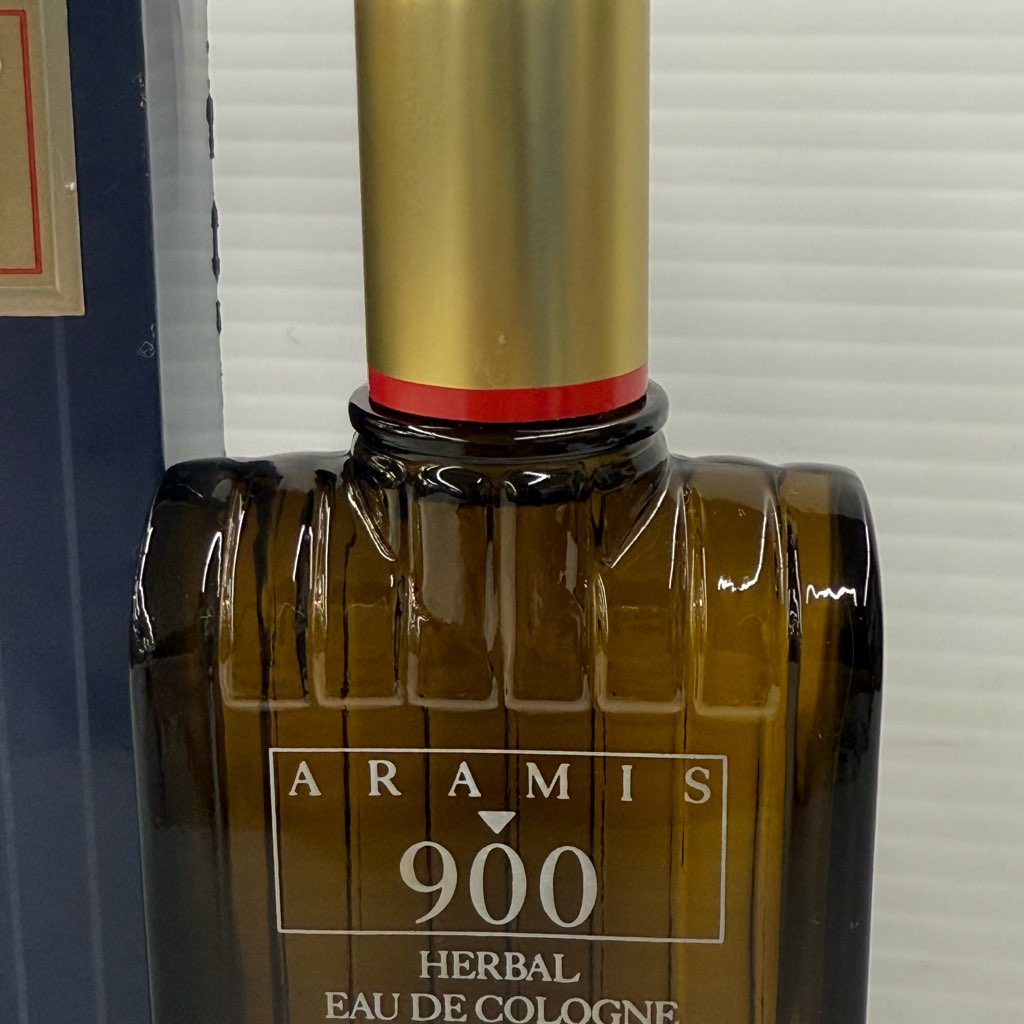 ARAMIS
900
HERBAL
EAU DE COLOGNE